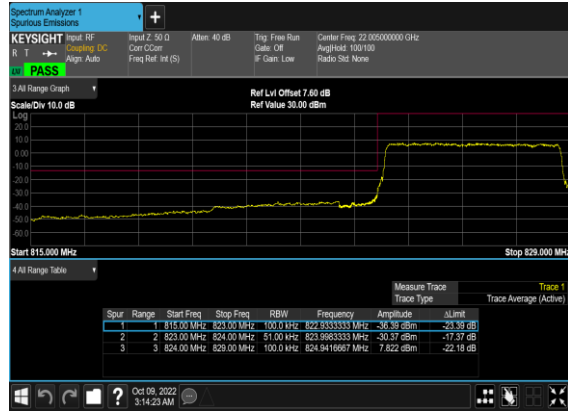 Spectrum Analyzer 1
Spurious Emissions
+
KEYSIGHT Input: RF Input Z: 50 Ω Atten: 40 dB Trig: Free Run Center Freq: 22.005000000 GHz
R T Coupling: DC Corr CCorr Gate: Off Avg|Hold: 100/100
Align: Auto Freq Ref: Int (S) IF Gain: Low Radio Std: None
PASS
3 All Range Graph
Ref Lvl Offset 7.60 dB
Scale/Div 10.0 dB Ref Value 30.00 dBm
Log
20.0
10.0
0.00
-10.0
-20.0
-30.0
-40.0
-50.0
-60.0
Start 815.000 MHz Stop 829.000 MHz
4 All Range Table
Measure Trace Trace 1
Trace Type Trace Average (Active)
Spur Range Start Freq Stop Freq RBW Frequency Amplitude ΔLimit
1 1 815.00 MHz 823.00 MHz 100.0 kHz 822.9333333 MHz -36.39 dBm -23.39 dB
2 2 823.00 MHz 824.00 MHz 51.00 kHz 823.9983333 MHz -30.37 dBm -17.37 dB
3 3 824.00 MHz 829.00 MHz 100.0 kHz 824.9416667 MHz 7.822 dBm -22.18 dB
? Oct 09, 2022
3:14:23 AM